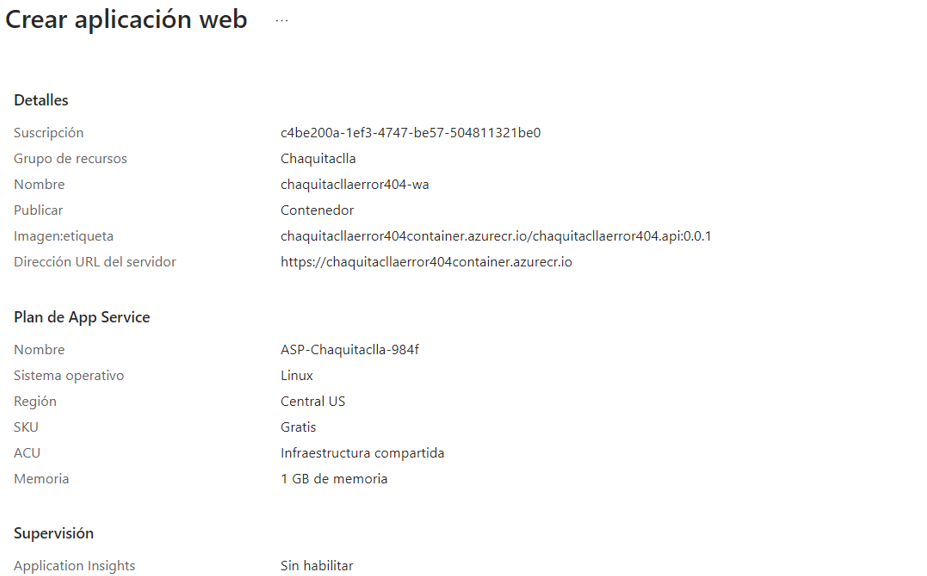 Crear aplicación web ...
Detalles
Suscripción c4be200a-1ef3-4747-be57-504811321be0
Grupo de recursos Chaquitaclla
Nombre chaquitacllaerror404-wa
Publicar Contenedor
Imagen:etiqueta chaquitacllaerror404container.azurecr.io/chaquitacllaerror404.api:0.0.1
Dirección URL del servidor https://chaquitacllaerror404container.azurecr.io
Plan de App Service
Nombre ASP-Chaquitaclla-984f
Sistema operativo Linux
Región Central US
SKU Gratis
ACU Infraestructura compartida
Memoria 1 GB de memoria
Supervisión
Application Insights Sin habilitar